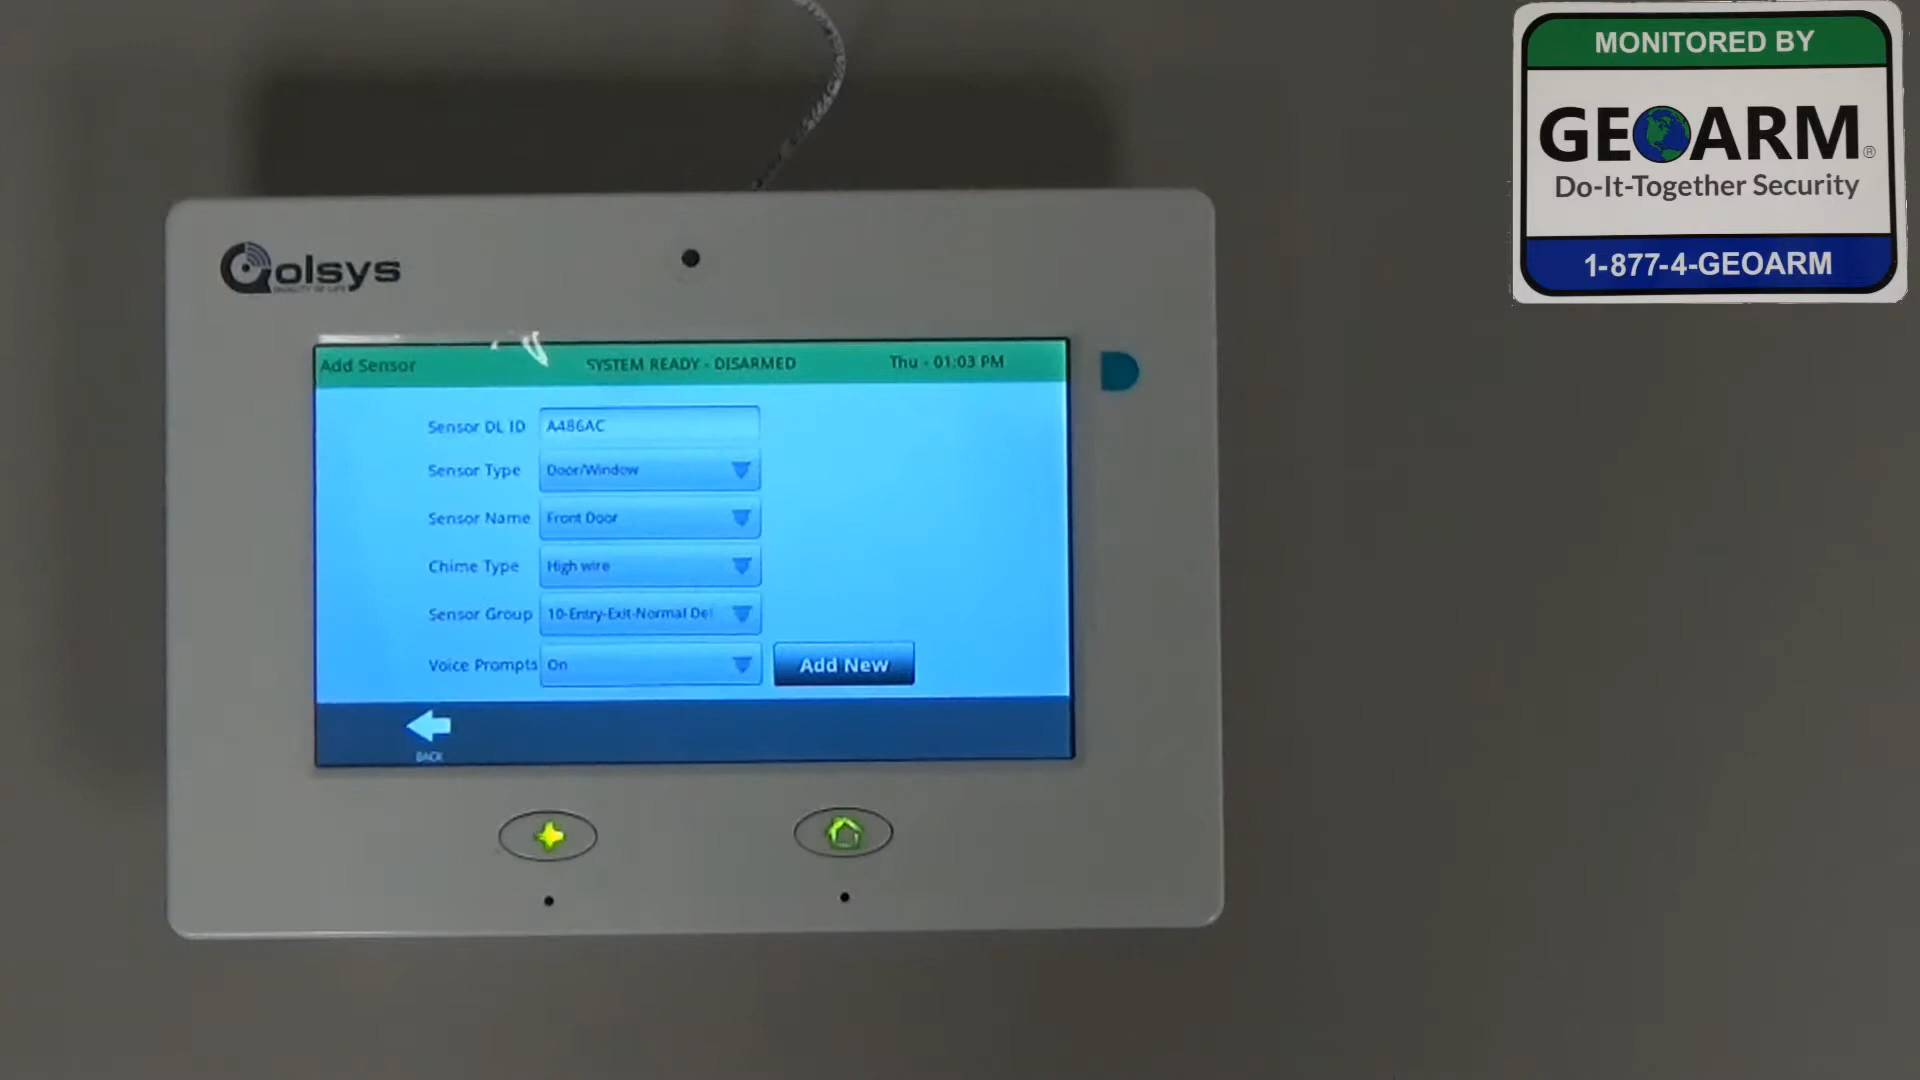 MONITORED BY
GEOARM®
Do-It-Together Security
1-877-4-GEOARM
Qolsys
Add Sensor SYSTEM READY - DISARMED Thu - 01:03 PM
Sensor DL ID A486AC
Sensor Type Door/Window
Sensor Name Front Door
Chime Type High wire
Sensor Group 10-Entry-Exit-Normal De
Voice Prompts On Add New
BACK